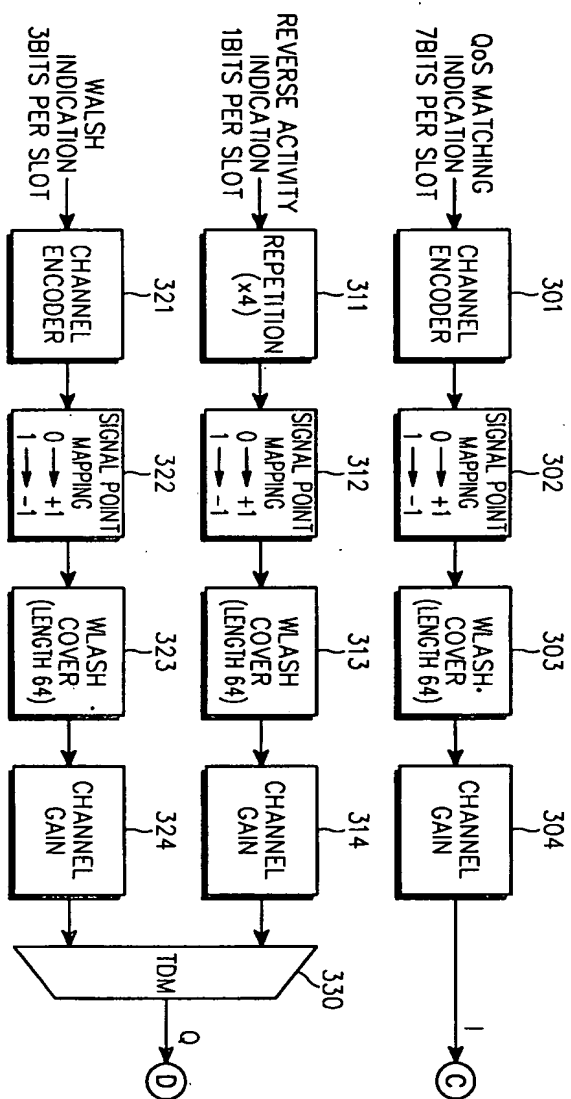 QoS MATCHING
INDICATION
7BITS PER SLOT
301
CHANNEL
ENCODER
302
SIGNAL POINT
MAPPING
0 → +1
1 → -1
303
WLASH
COVER
(LENGTH 64)
304
CHANNEL
GAIN
I
C
REVERSE ACTIVITY
INDICATION
1BITS PER SLOT
311
REPETITION
(x4)
312
SIGNAL POINT
MAPPING
0 → +1
1 → -1
313
WLASH
COVER
(LENGTH 64)
314
CHANNEL
GAIN
WALSH
INDICATION
3BITS PER SLOT
321
CHANNEL
ENCODER
322
SIGNAL POINT
MAPPING
0 → +1
1 → -1
323
WLASH
COVER
(LENGTH 64)
324
CHANNEL
GAIN
330
TDM
Q
D